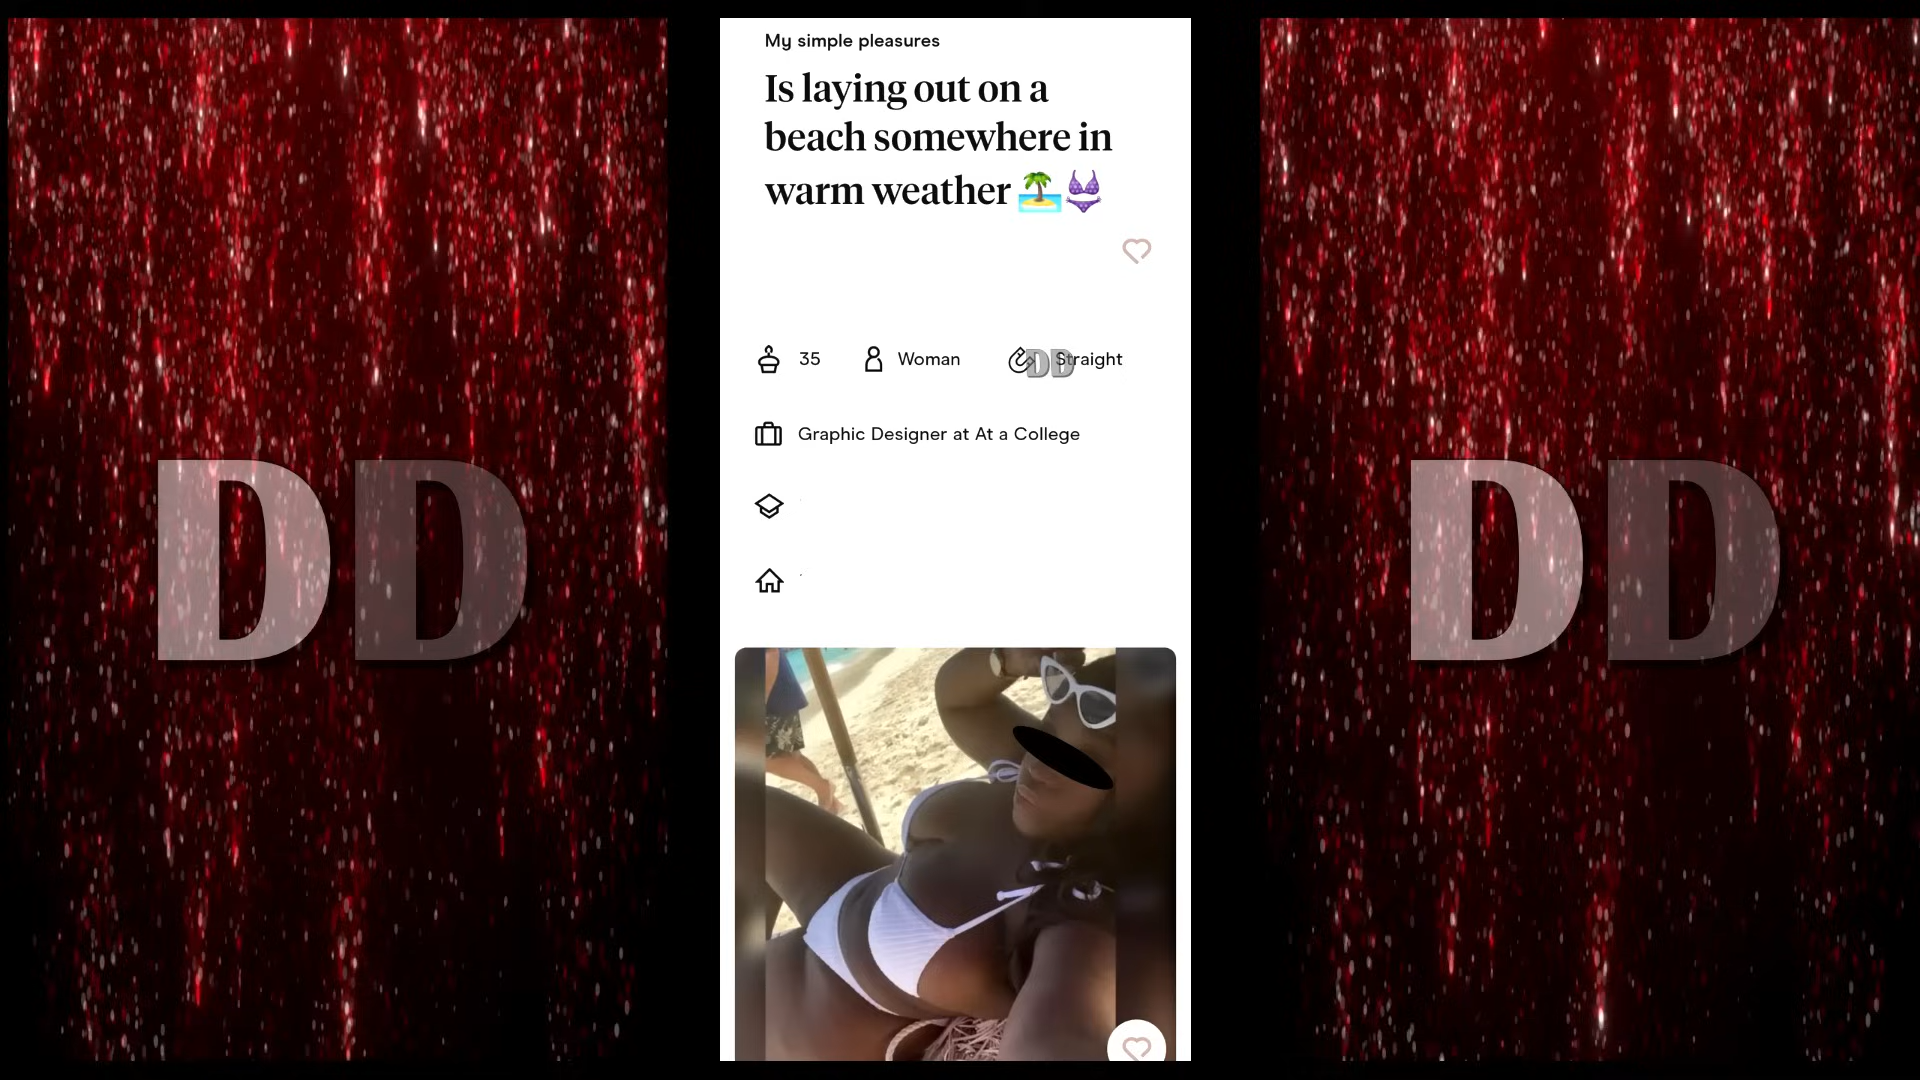 My simple pleasures
Is laying out on a
beach somewhere in
warm weather 🏝️👙
35 Woman Straight
Graphic Designer at At a College
DD
DD
DD